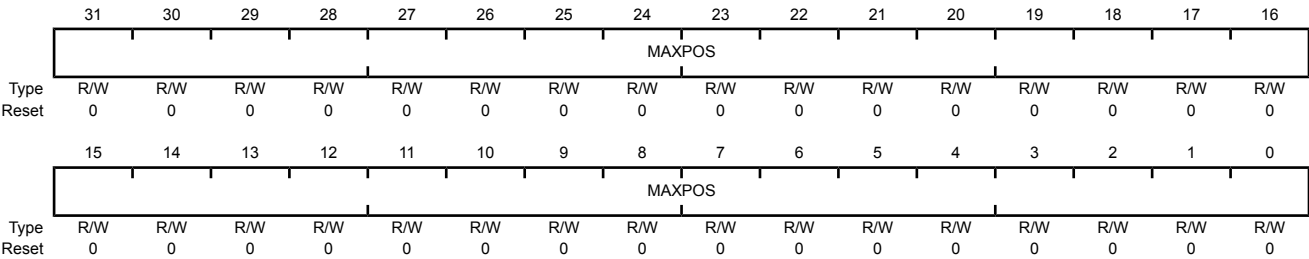 31 30 29 28 27 26 25 24 23 22 21 20 19 18 17 16
MAXPOS
Type R/W R/W R/W R/W R/W R/W R/W R/W R/W R/W R/W R/W R/W R/W R/W R/W
Reset 0 0 0 0 0 0 0 0 0 0 0 0 0 0 0 0
15 14 13 12 11 10 9 8 7 6 5 4 3 2 1 0
MAXPOS
Type R/W R/W R/W R/W R/W R/W R/W R/W R/W R/W R/W R/W R/W R/W R/W R/W
Reset 0 0 0 0 0 0 0 0 0 0 0 0 0 0 0 0